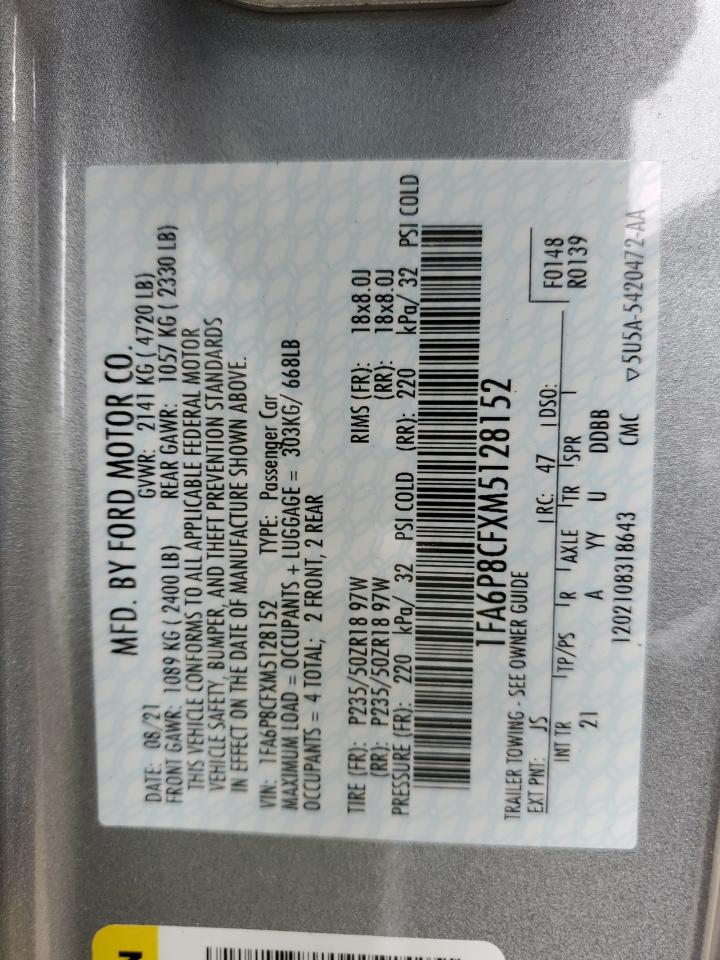 MFD. BY FORD MOTOR CO.
DATE: 08/21 GVWR: 2141 KG ( 4720 LB)
FRONT GAWR: 1089 KG ( 2400 LB) REAR GAWR: 1057 KG ( 2330 LB)
THIS VEHICLE CONFORMS TO ALL APPLICABLE FEDERAL MOTOR
VEHICLE SAFETY, BUMPER, AND THEFT PREVENTION STANDARDS
IN EFFECT ON THE DATE OF MANUFACTURE SHOWN ABOVE.
VIN: 1FA6P8CFXM5128152 TYPE: Passenger Car
MAXIMUM LOAD = OCCUPANTS + LUGGAGE = 303KG/ 668LB
OCCUPANTS = 4 TOTAL; 2 FRONT, 2 REAR
TIRE (FR): P235/50ZR18 97W RIMS (FR): 18x8.0J
(RR): P235/50ZR18 97W (RR): 18x8.0J
PRESSURE (FR): 220 kPa/ 32 PSI COLD (RR): 220 kPa/ 32 PSI COLD
1FA6P8CFXM5128152
TRAILER TOWING - SEE OWNER GUIDE
EXT PNT: JS RC: 47 DSO: F0148
INT TR TP/PS R AXLE TR SPR R0139
21 A YY U DDBB
1202108318643 CMC ▽5U5A-5420472-AA
N